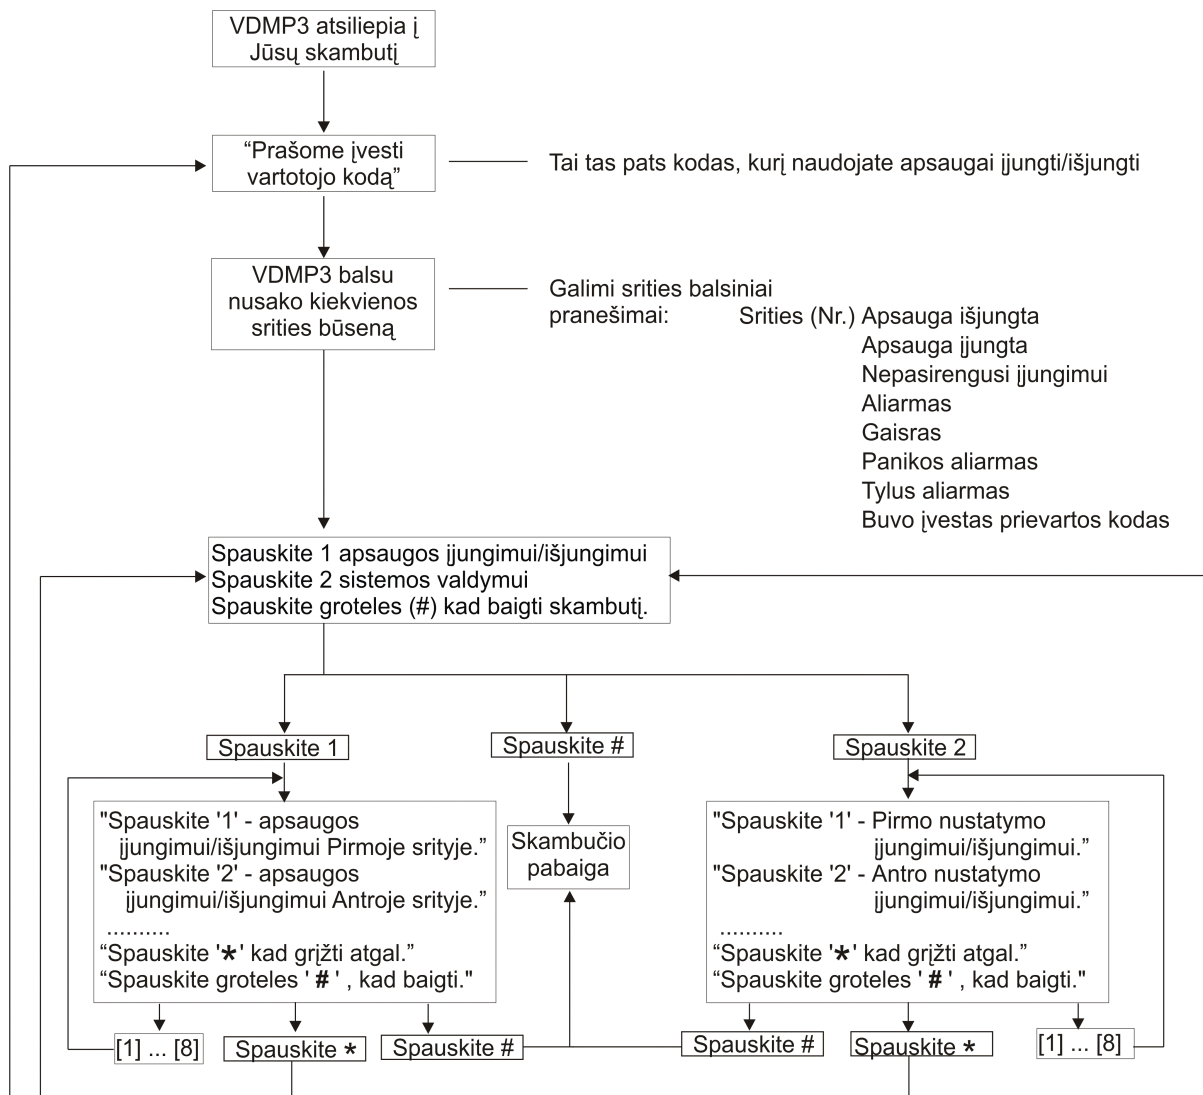 VDMP3 atsiliepia į
Jūsų skambutį
“Prašome įvesti
vartotojo kodą”
Tai tas pats kodas, kurį naudojate apsaugai įjungti/išjungti
VDMP3 balsu
nusako kiekvienos
srities būseną
Galimi srities balsiniai
pranešimai:
Srities (Nr.) Apsauga išjungta
Apsauga įjungta
Nepasirengusi įjungimui
Aliarmas
Gaisras
Panikos aliarmas
Tylus aliarmas
Buvo įvestas prievartos kodas
Spauskite 1 apsaugos įjungimui/išjungimui
Spauskite 2 sistemos valdymui
Spauskite groteles (#) kad baigti skambutį.
Spauskite 1
Spauskite #
Spauskite 2
"Spauskite '1' - apsaugos
įjungimui/išjungimui Pirmoje srityje.”
"Spauskite '2' - apsaugos
įjungimui/išjungimui Antroje srityje.”
..........
“Spauskite '*' kad grįžti atgal.”
“Spauskite groteles ' # ' , kad baigti."
Skambučio
pabaiga
"Spauskite '1' - Pirmo nustatymo
įjungimui/išjungimui.”
"Spauskite '2' - Antro nustatymo
įjungimui/išjungimui.”
..........
“Spauskite '*' kad grįžti atgal.”
“Spauskite groteles ' # ' , kad baigti."
[1] ... [8]
Spauskite *
Spauskite #
Spauskite #
Spauskite *
[1] ... [8]